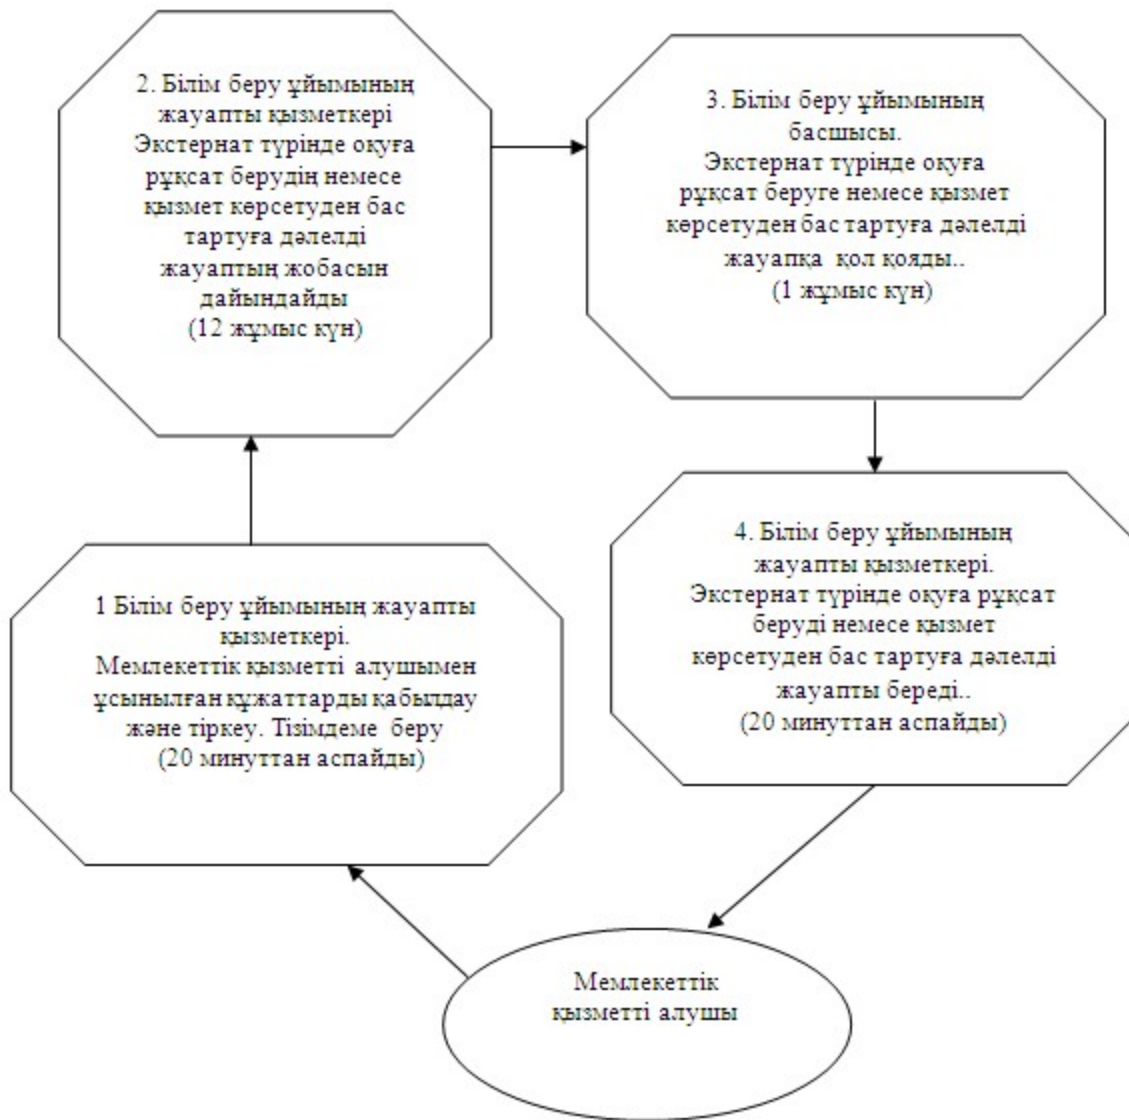 2. Білім беру ұйымының
жауапты қызметкері
Экстернат түрінде оқуға
рұқсат берудің немесе
қызмет көрсетуден бас
тартуға дәлелді
жауаптың жобасын
дайындайды
(12 жұмыс күн)
3. Білім беру ұйымының
басшысы.
Экстернат түрінде оқуға
рұқсат беруге немесе қызмет
көрсетуден бас тартуға дәлелді
жауапқа қол қояды..
(1 жұмыс күн)
4. Білім беру ұйымының
жауапты қызметкері.
Экстернат түрінде оқуға рұқсат
беруді немесе қызмет
көрсетуден бас тартуға дәлелді
жауапты береді..
(20 минуттан аспайды)
1 Білім беру ұйымының жауапты
қызметкері.
Мемлекеттік қызметті алушымен
ұсынылған құжаттарды қабылдау
және тіркеу. Тізімдеме беру
(20 минуттан аспайды)
Мемлекеттік
қызметті алушы